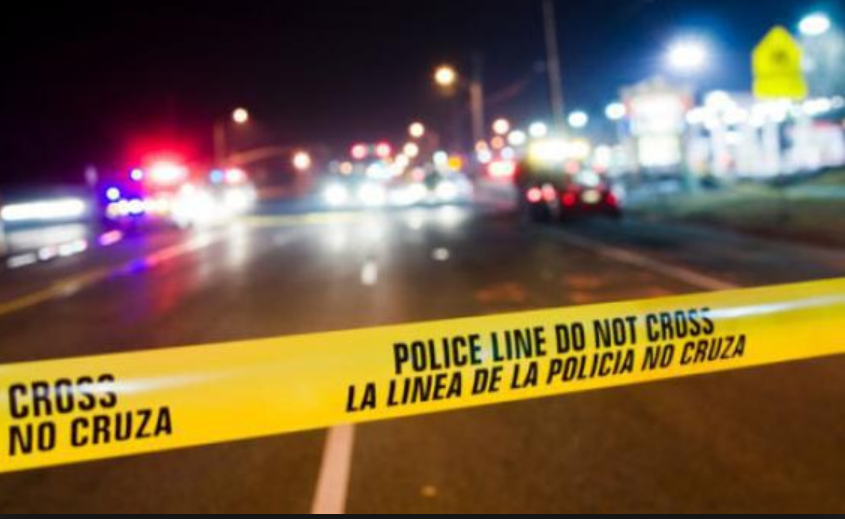 CROSS
NO CRUZA
POLICE LINE DO NOT CROSS
LA LINEA DE LA POLICIA NO CRUZA